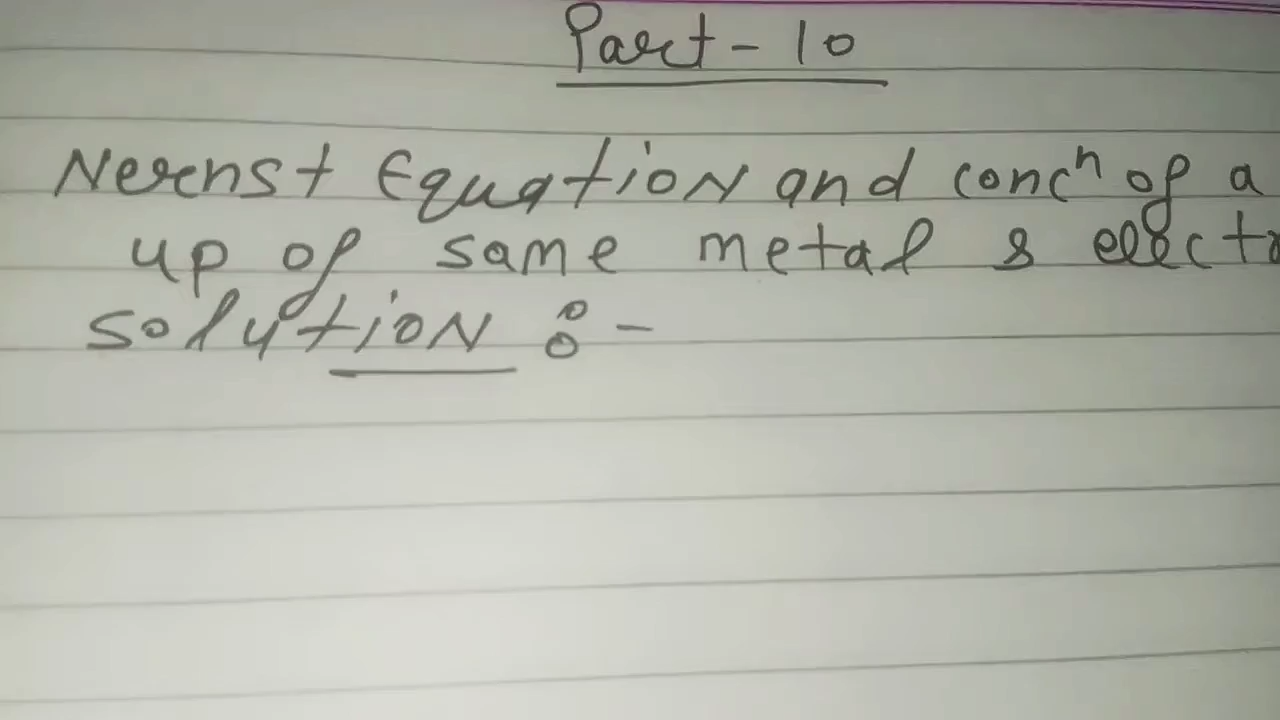 Part - 10
Nernst Equation and concⁿ of a
up of same metal & electr
solution :-